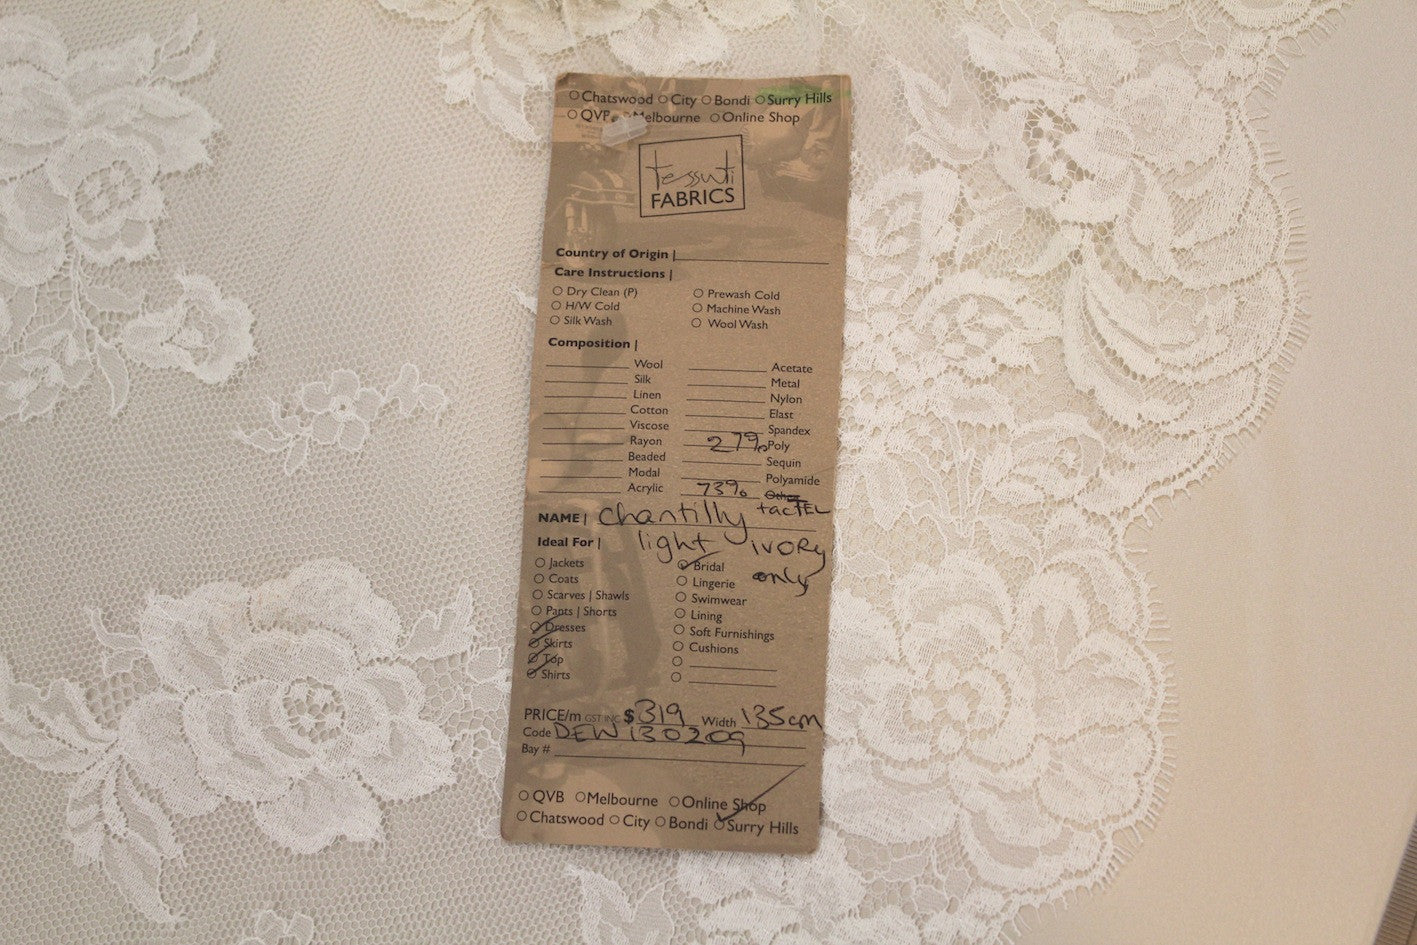 Chatswood City Bondi Surry Hills
QVB Melbourne Online Shop
tessuti
FABRICS
Country of Origin |
Care Instructions |
Dry Clean (P) Prewash Cold
H/W Cold Machine Wash
Silk Wash Wool Wash
Composition |
Wool Acetate
Silk Metal
Linen Nylon
Cotton Elast
Viscose Spandex
Rayon 27% Poly
Beaded Sequin
Modal Polyamide
Acrylic 73% Other
tacTEL
NAME | Chantilly
Ideal For | light IVORY
only
Jackets Bridal
Coats Lingerie
Scarves | Shawls Swimwear
Pants | Shorts Lining
Dresses Soft Furnishings
Skirts Cushions
Top
Shirts
PRICE/m GST INC $319 Width 135cm
Code DEW130209
Bay #
QVB Melbourne Online Shop
Chatswood City Bondi Surry Hills